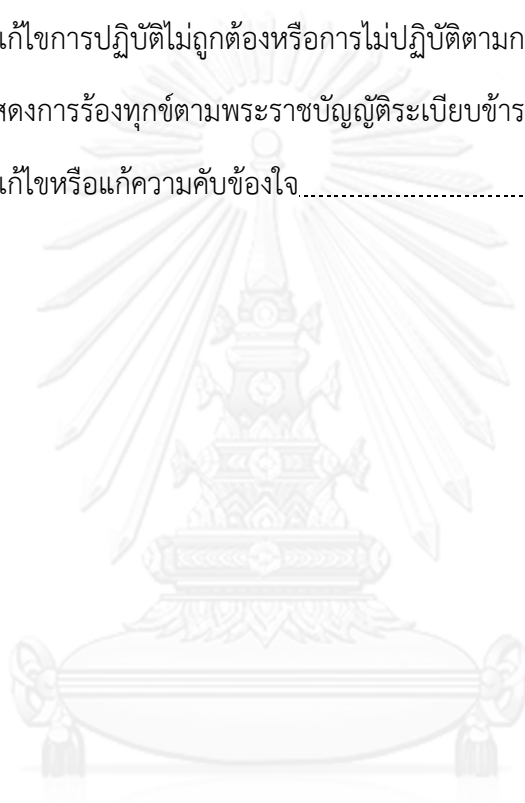 แก้ไขการปฏิบัติไม่ถูกต้องหรือการไม่ปฏิบัติตามก
สดงการร้องทุกข์ตามพระราชบัญญัติระเบียบข้าร
แก้ไขหรือแก้ความคับข้องใจ